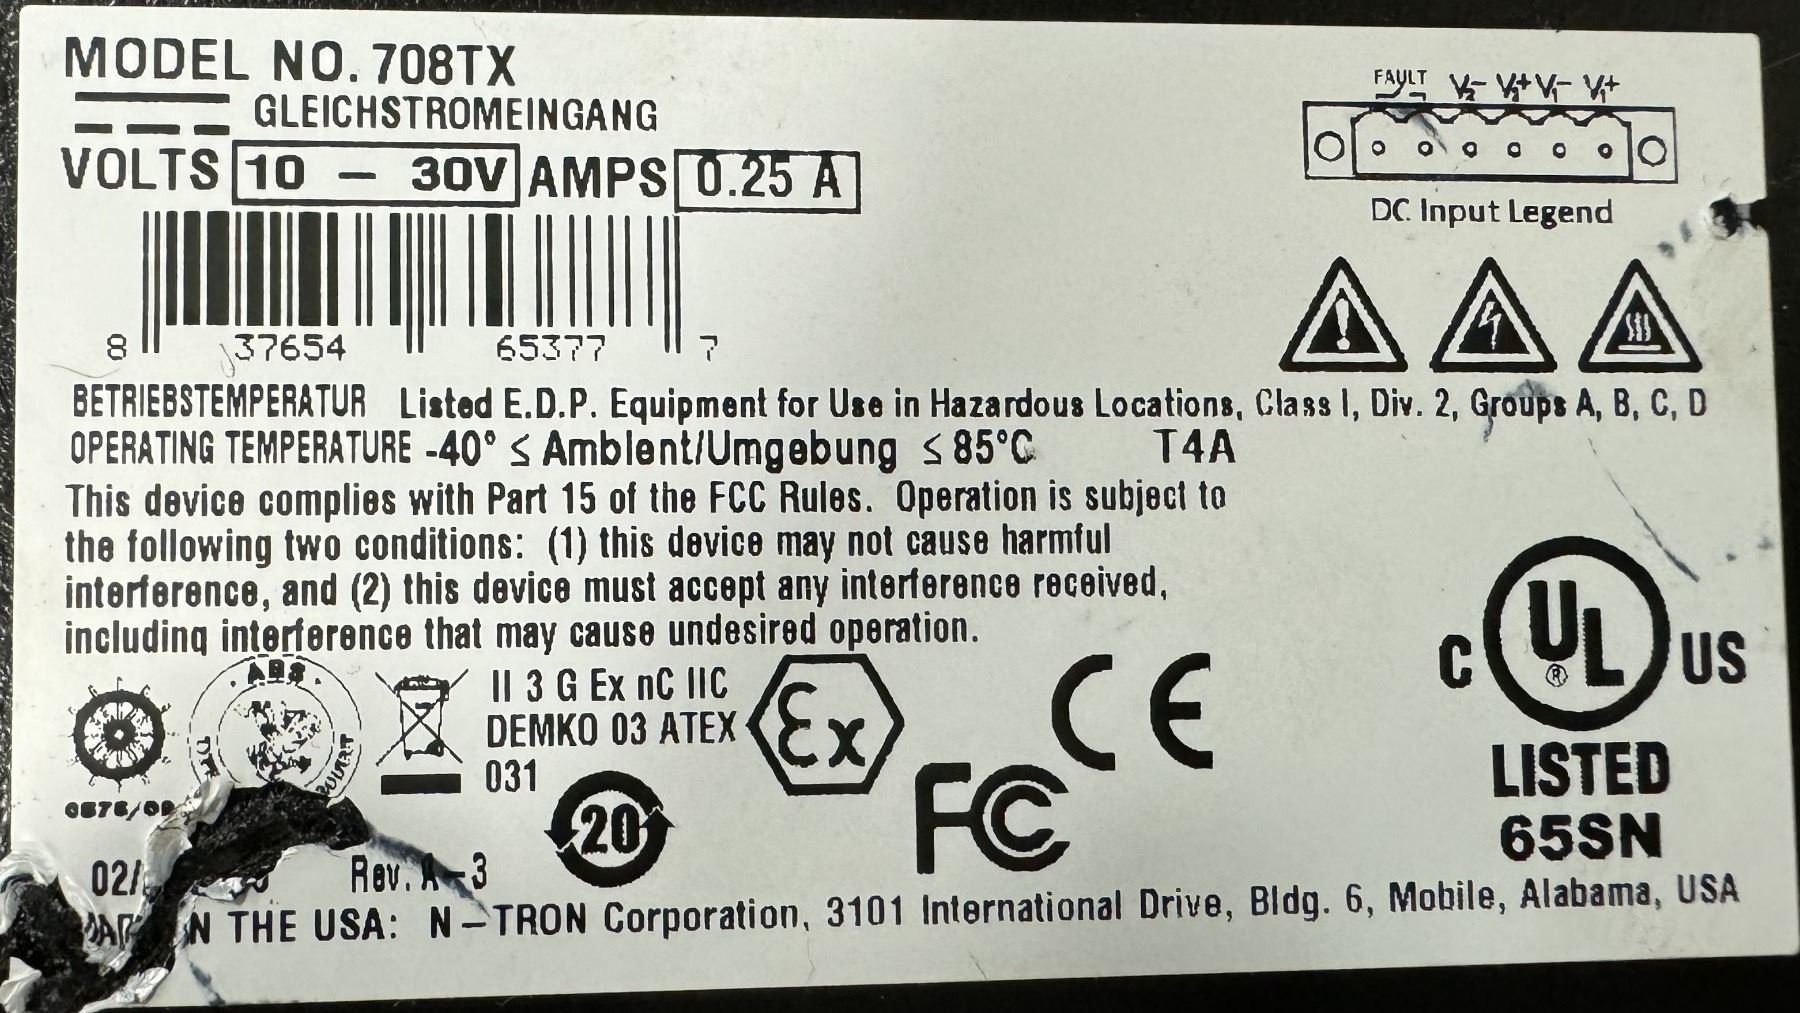 MODEL NO. 708TX
GLEICHSTROMEINGANG
VOLTS 10 – 30V AMPS 0.25 A
FAULT V₂- V₂+ V₁- V₁+
DC Input Legend
8 37654 65377 7
BETRIEBSTEMPERATUR Listed E.D.P. Equipment for Use in Hazardous Locations, Class I, Div. 2, Groups A, B, C, D
OPERATING TEMPERATURE -40° ≤ Ambient/Umgebung ≤ 85°C T4A
This device complies with Part 15 of the FCC Rules. Operation is subject to
the following two conditions: (1) this device may not cause harmful
interference, and (2) this device must accept any interference received,
including interference that may cause undesired operation.
ABS
II 3 G Ex nC IIC
DEMKO 03 ATEX
031
Ex
CE
FC
20
C UL® US
LISTED
65SN
Rev. A-3
THE USA: N-TRON Corporation, 3101 International Drive, Bldg. 6, Mobile, Alabama, USA